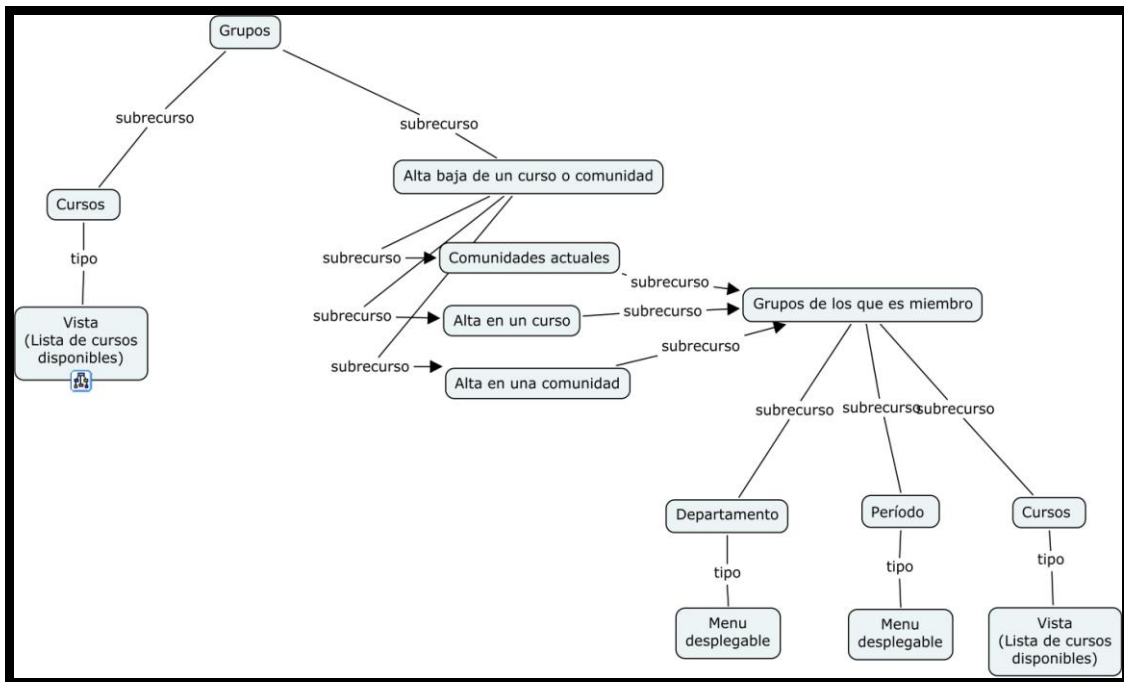 Grupos
subrecurso
subrecurso
Alta baja de un curso o comunidad
Cursos
tipo
Vista
(Lista de cursos
disponibles)
subrecurso
Comunidades actuales
subrecurso
subrecurso
Alta en un curso
subrecurso
subrecurso
Alta en una comunidad
subrecurso
Grupos de los que es miembro
subrecurso
subrecurso
subrecurso
Departamento
Período
Cursos
tipo
tipo
tipo
Menu
desplegable
Menu
desplegable
Vista
(Lista de cursos
disponibles)